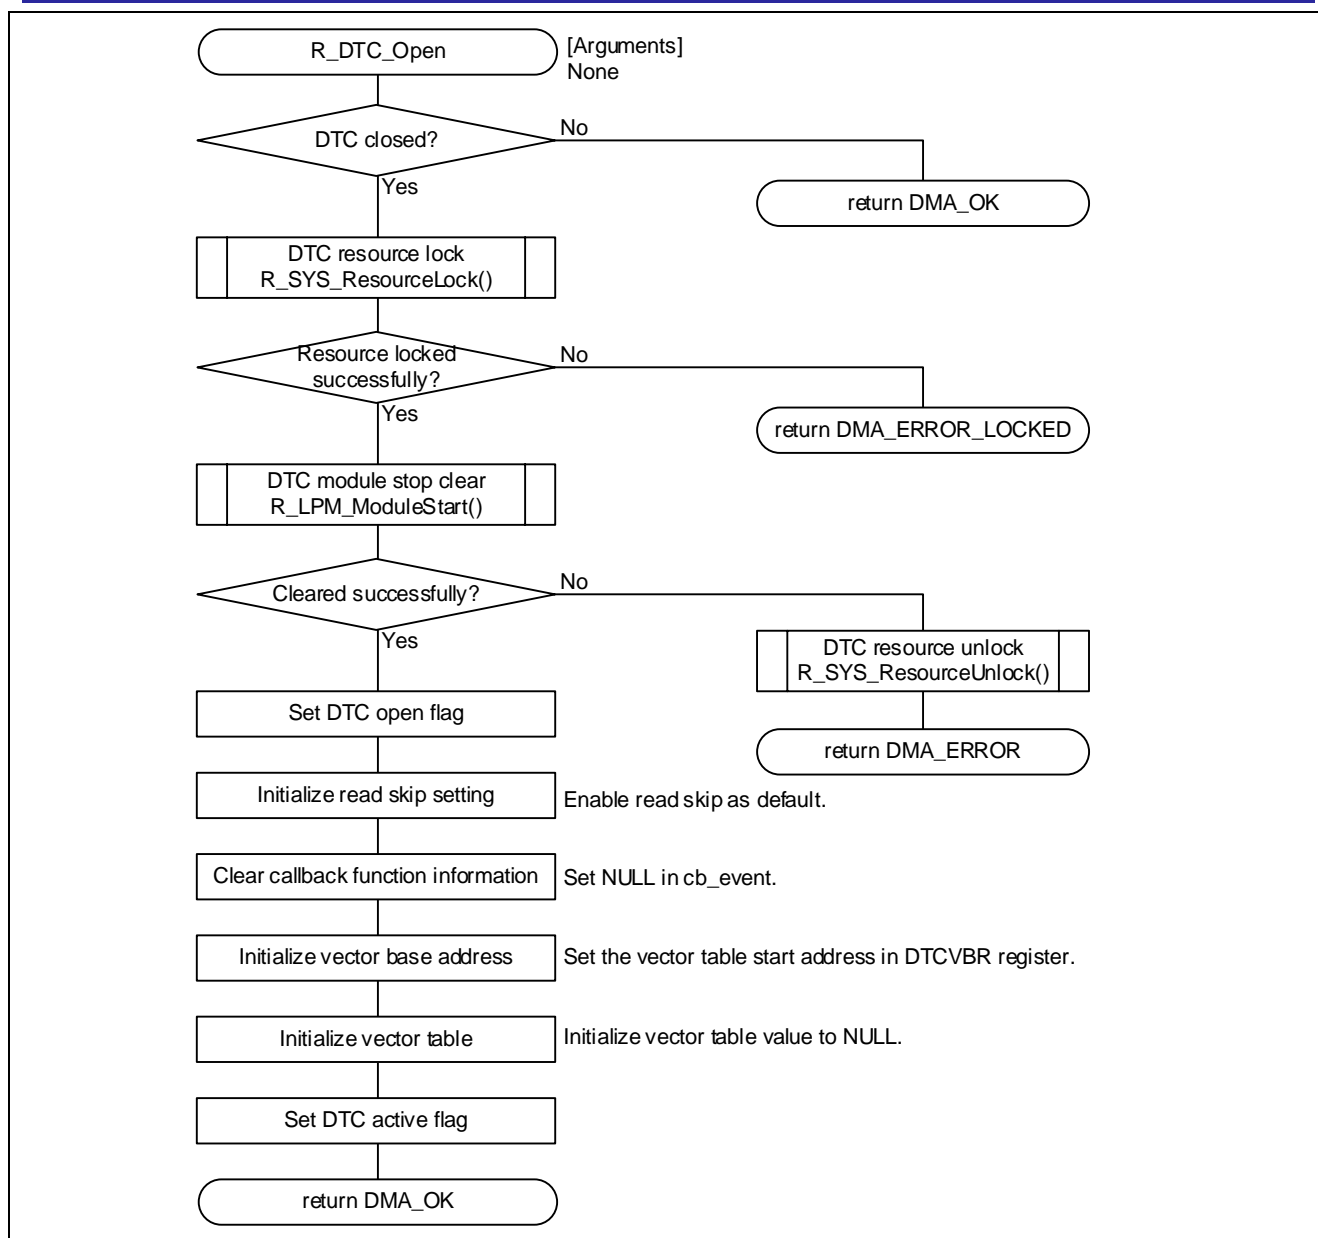 R_DTC_Open
[Arguments]
None
DTC closed?
No
Yes
return DMA_OK
DTC resource lock
R_SYS_ResourceLock()
Resource locked
successfully?
No
Yes
return DMA_ERROR_LOCKED
DTC module stop clear
R_LPM_ModuleStart()
Cleared successfully?
No
Yes
DTC resource unlock
R_SYS_ResourceUnlock()
return DMA_ERROR
Set DTC open flag
Initialize read skip setting
Enable read skip as default.
Clear callback function information
Set NULL in cb_event.
Initialize vector base address
Set the vector table start address in DTCVBR register.
Initialize vector table
Initialize vector table value to NULL.
Set DTC active flag
return DMA_OK